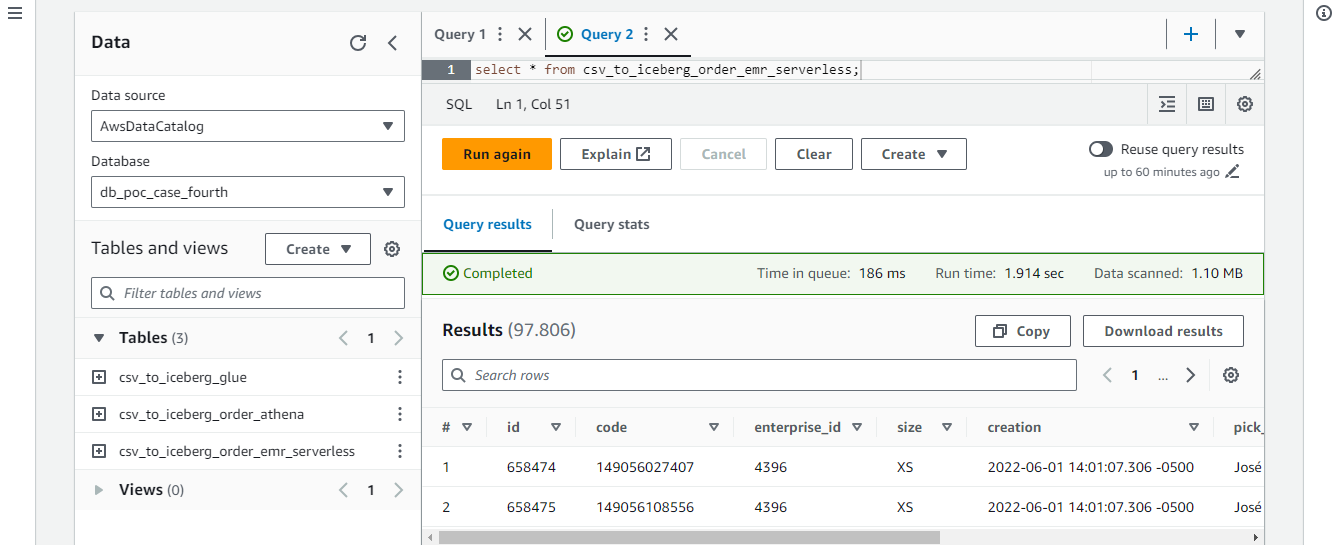 Data
Query 1
Query 2
1 select * from csv_to_iceberg_order_emr_serverless;
SQL Ln 1, Col 51
Data source
AwsDataCatalog
Database
db_poc_case_fourth
Run again Explain Cancel Clear Create
Reuse query results
up to 60 minutes ago
Tables and views Create
Filter tables and views
Tables (3) 1
csv_to_iceberg_glue
csv_to_iceberg_order_athena
csv_to_iceberg_order_emr_serverless
Views (0) 1
Query results Query stats
Completed Time in queue: 186 ms Run time: 1.914 sec Data scanned: 1.10 MB
Results (97.806) Copy Download results
Search rows 1 ...
# id code enterprise_id size creation pick_
1 658474 149056027407 4396 XS 2022-06-01 14:01:07.306 -0500 José
2 658475 149056108556 4396 XS 2022-06-01 14:01:07.306 -0500 José